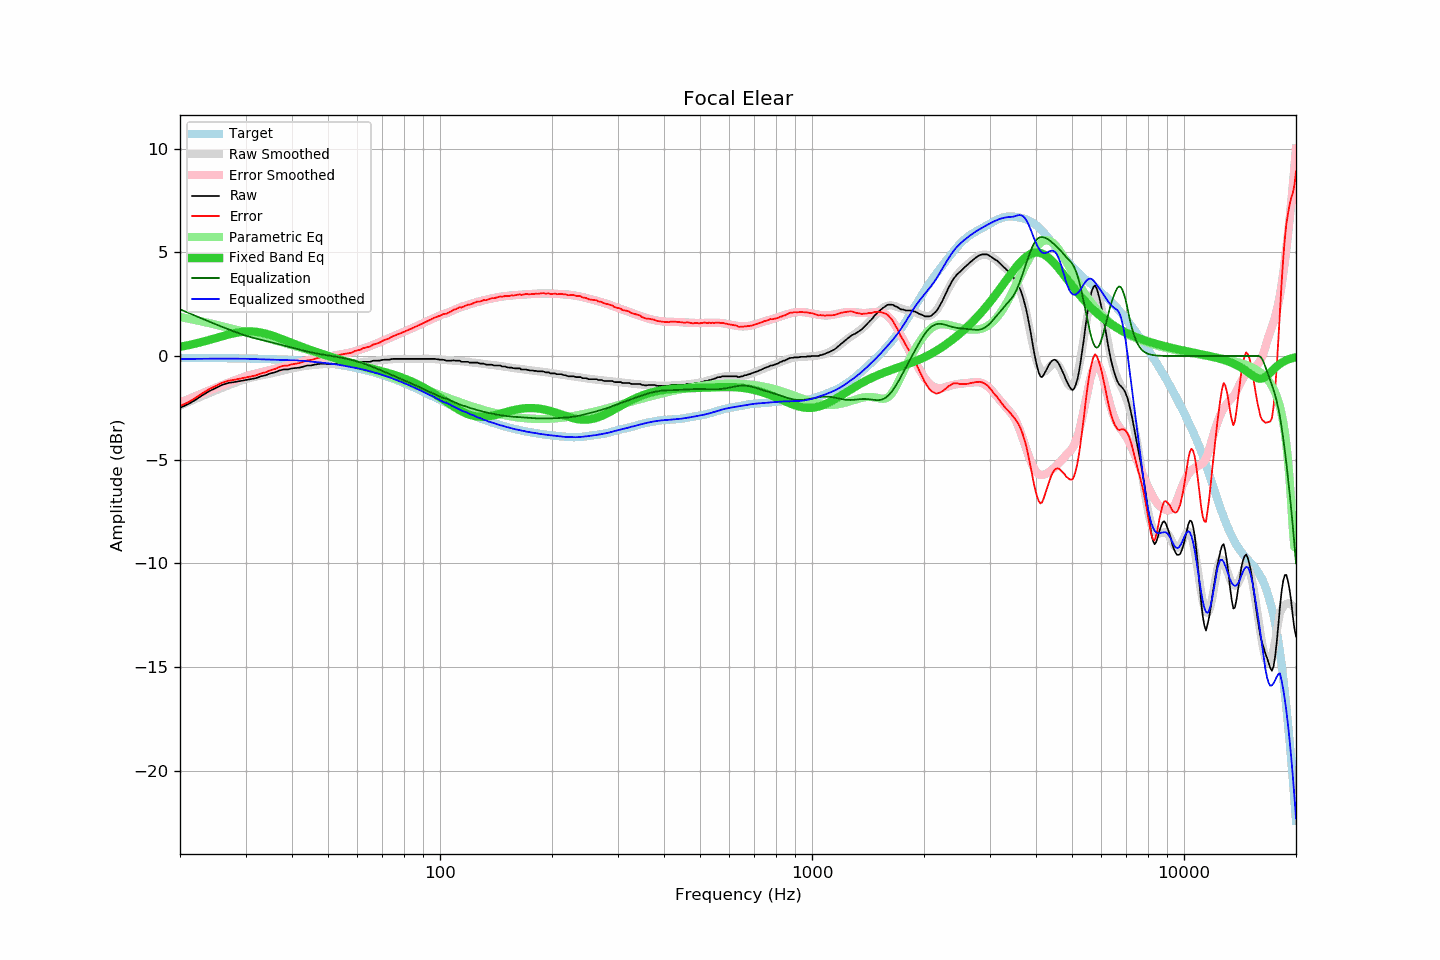 Focal Elear
Target
Raw Smoothed
Error Smoothed
Raw
Error
Parametric Eq
Fixed Band Eq
Equalization
Equalized smoothed
10
5
0
−5
−10
−15
−20
Amplitude (dBr)
100
1000
10000
Frequency (Hz)